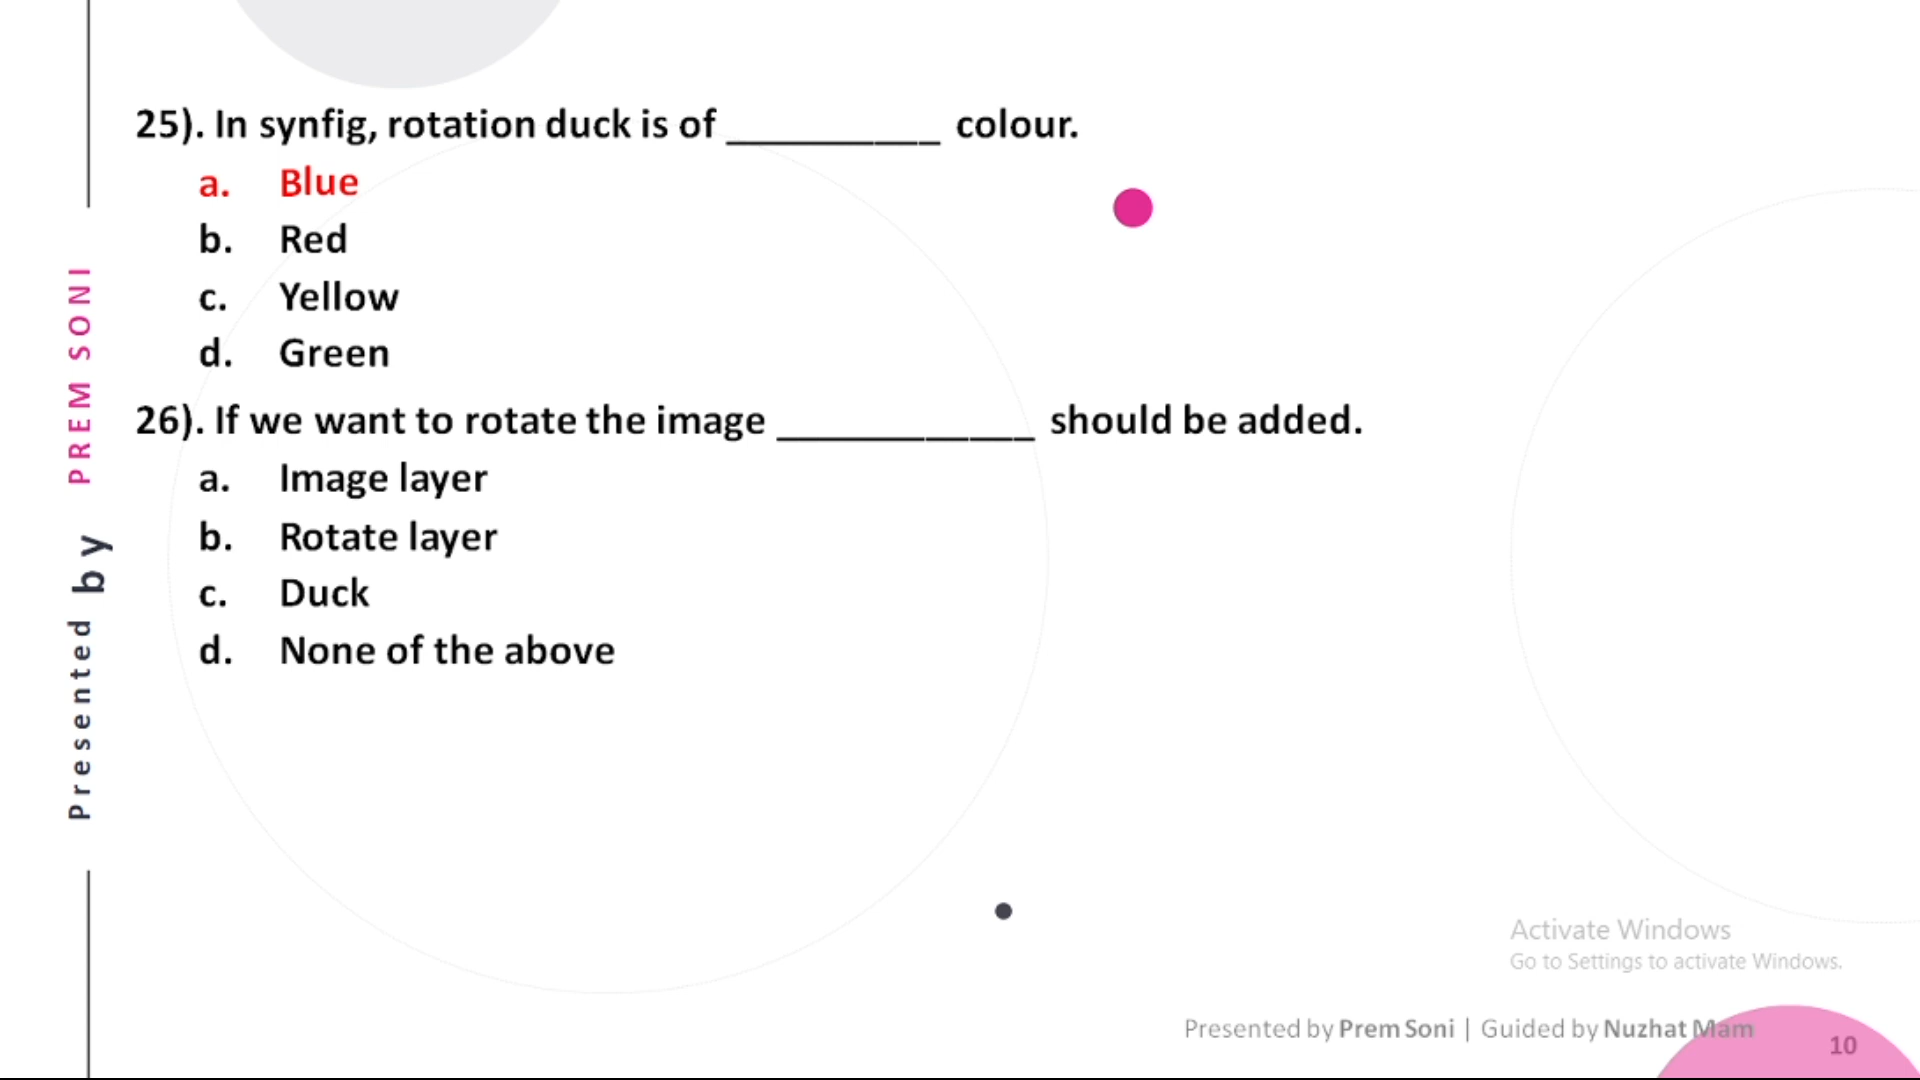 25). In synfig, rotation duck is of __________ colour.
a. Blue
b. Red
c. Yellow
d. Green
26). If we want to rotate the image ____________ should be added.
a. Image layer
b. Rotate layer
c. Duck
d. None of the above
Presented by PREM SONI
Activate Windows
Go to Settings to activate Windows.
Presented by Prem Soni | Guided by Nuzhat Mam
10